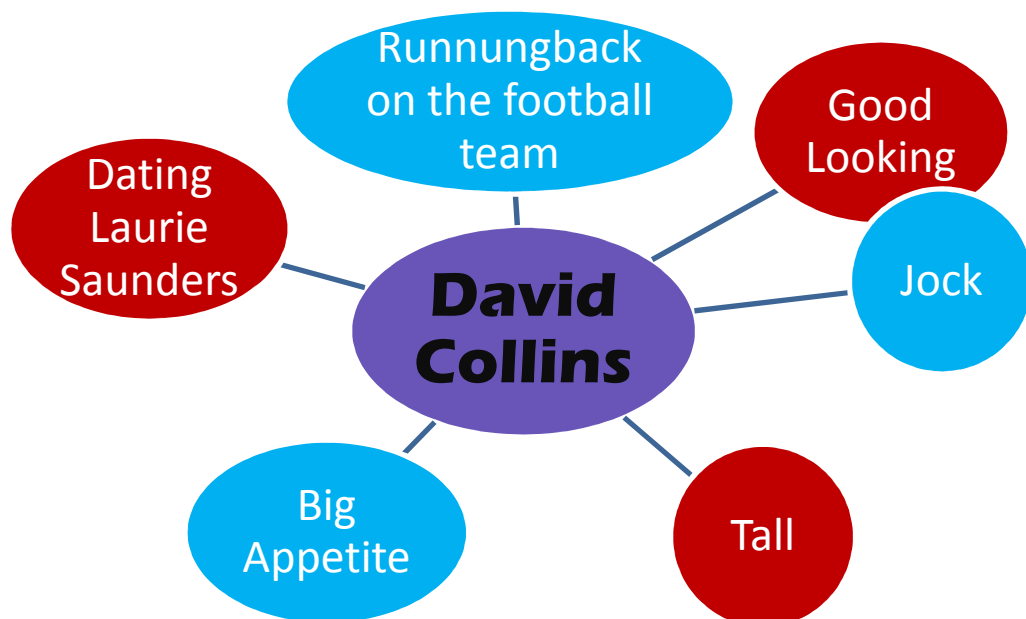 Runnungback
on the football
team
Good
Looking
Dating
Laurie
Saunders
Jock
David
Collins
Big
Appetite
Tall